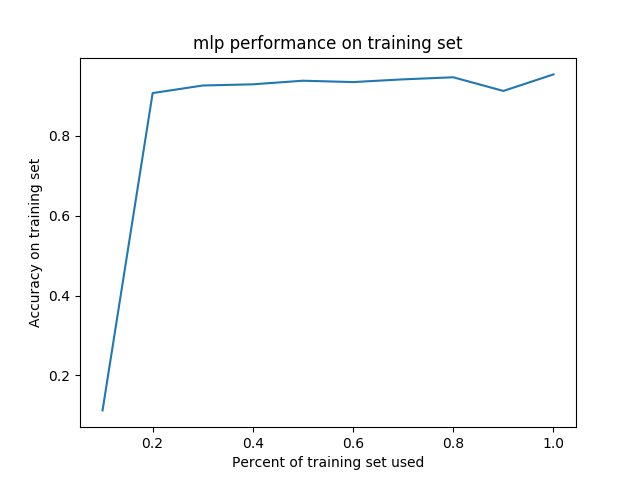 mlp performance on training set
Accuracy on training set
0.8
0.6
0.4
0.2
0.2 0.4 0.6 0.8 1.0
Percent of training set used